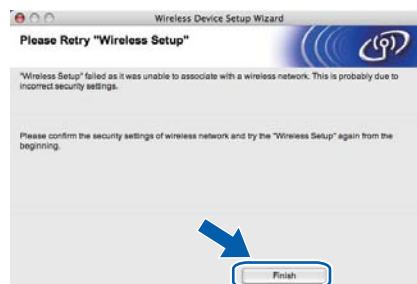 Wireless Device Setup Wizard
Please Retry "Wireless Setup"
"Wireless Setup" failed as it was unable to associate with a wireless network. This is probably due to
incorrect security settings.
Please confirm the security settings of wireless network and try the "Wireless Setup" again from the
beginning.
Finish